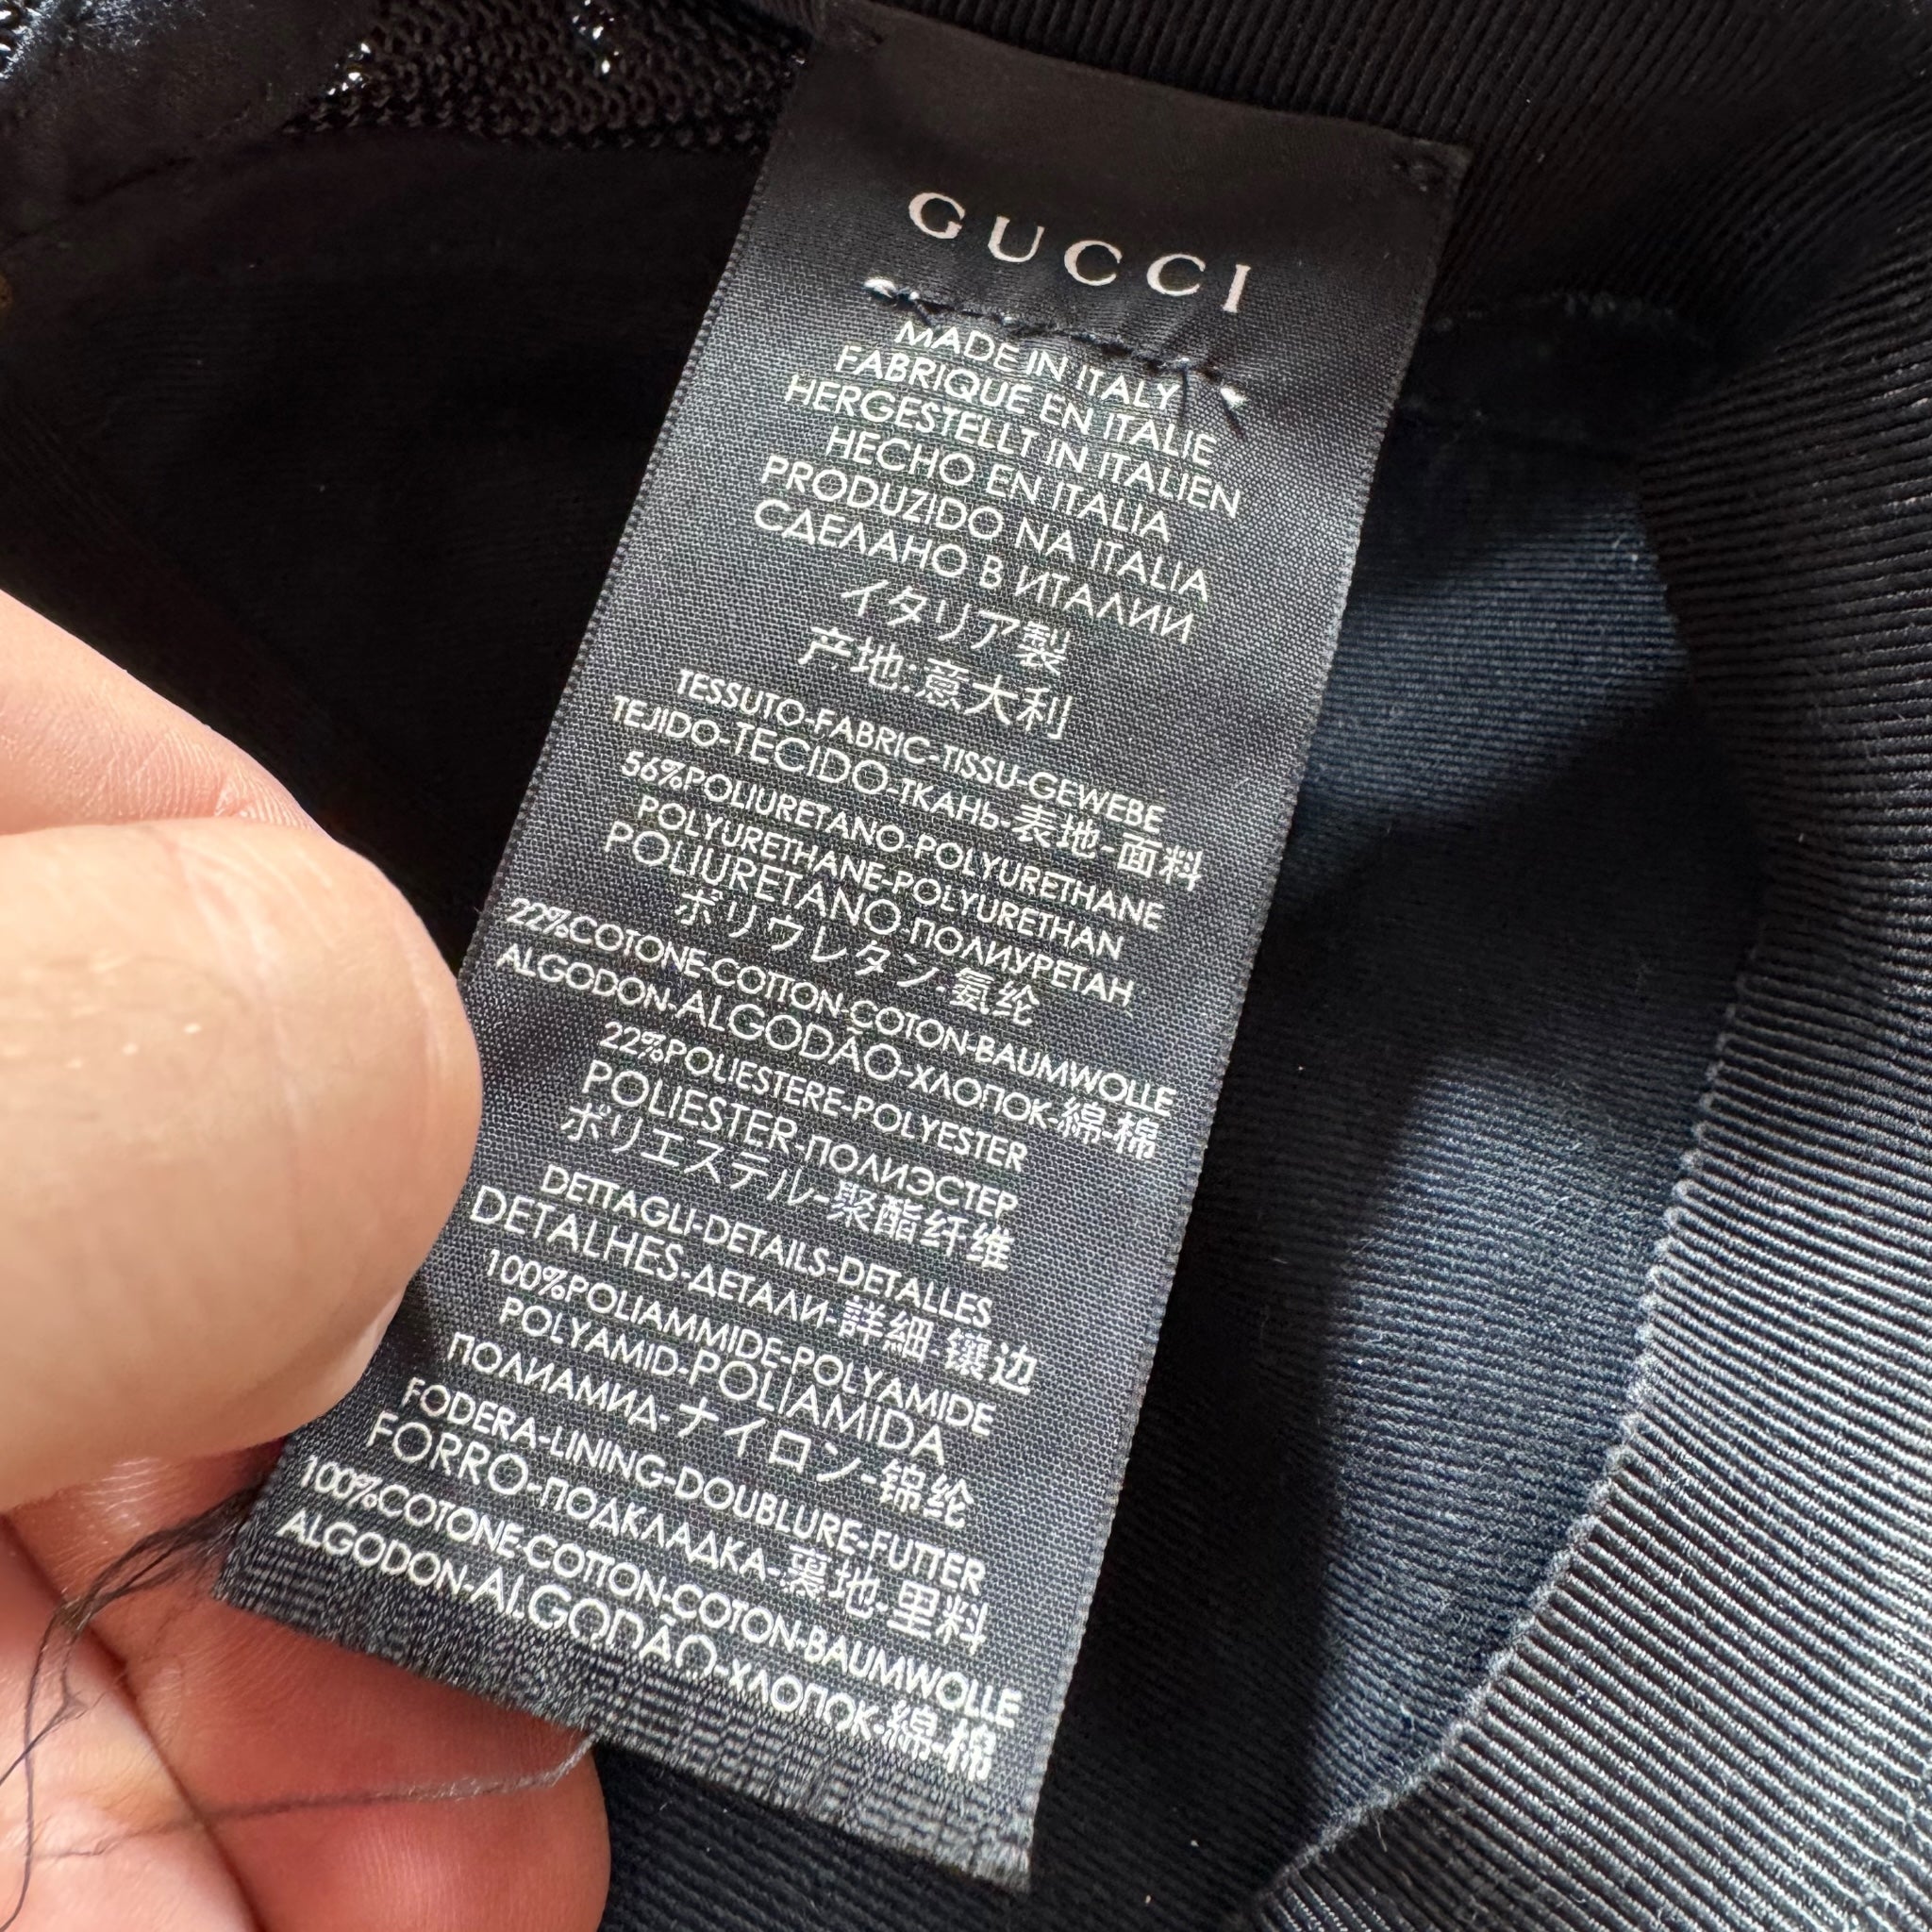 GUCCI
MADE IN ITALY
FABRIQUE EN ITALIE
HERGESTELLT IN ITALIEN
HECHO EN ITALIA
PRODUZIDO NA ITALIA
СДЕЛАНО В ИТАЛИИ
イタリア製
产地:意大利
TESSUTO-FABRIC-TISSU-GEWEBE
TEJIDO-TECIDO-ТКАНЬ-表地-面料
56%POLIURETANO-POLYURETHANE
POLYURETHANE-POLYURETHAN
POLIURETANO-ПОЛИУРЕТАН
ポリウレタン-氨纶
22%COTONE-COTTON-COTON-BAUMWOLLE
ALGODON-ALGODÃO-ХЛОПОК-綿-棉
22%POLIESTERE-POLYESTER
POLIESTER-ПОЛИЭСТЕР
ポリエステル-聚酯纤维
DETTAGLI-DETAILS-DETALLES
DETALHES-ДЕТАЛИ-詳細-镶边
100%POLIAMMIDE-POLYAMIDE
POLYAMID-POLIAMIDA
ПОЛИАМИД-ナイロン-锦纶
FODERA-LINING-DOUBLURE-FUTTER
FORRO-ПОДКЛАДКА-裏地-里料
100%COTONE-COTTON-COTON-BAUMWOLLE
ALGODON-ALGODÃO-ХЛОПОК-綿-棉